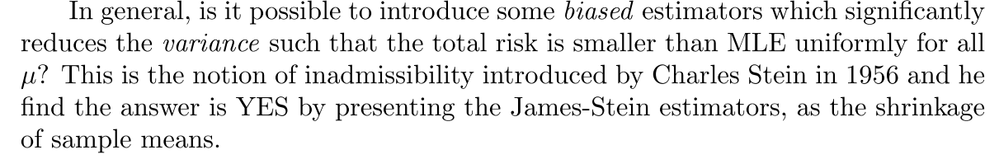 In general, is it possible to introduce some biased estimators which significantly
reduces the variance such that the total risk is smaller than MLE uniformly for all
μ? This is the notion of inadmissibility introduced by Charles Stein in 1956 and he
find the answer is YES by presenting the James-Stein estimators, as the shrinkage
of sample means.